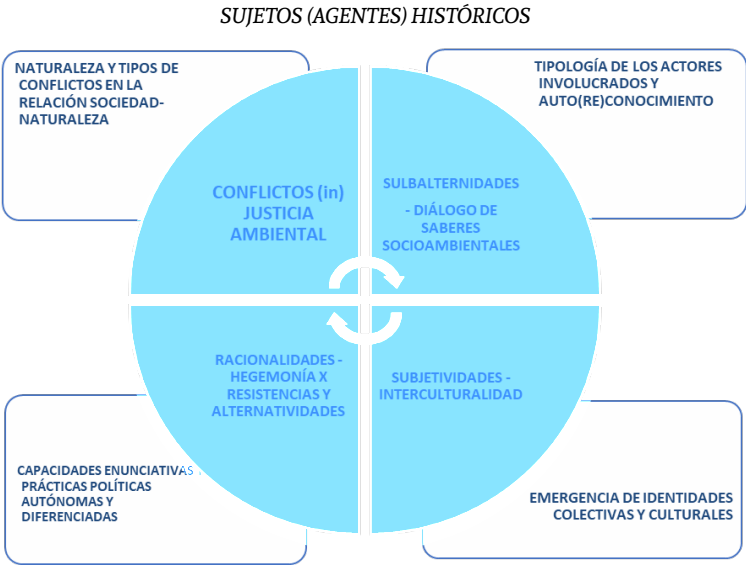 SUJETOS (AGENTES) HISTÓRICOS
NATURALEZA Y TIPOS DE
CONFLICTOS EN LA
RELACIÓN SOCIEDAD-
NATURALEZA
TIPOLOGÍA DE LOS ACTORES
INVOLUCRADOS Y
AUTO(RE)CONOCIMIENTO
CONFLICTOS (in)
JUSTICIA
AMBIENTAL
SULBALTERNIDADES
- DIÁLOGO DE
SABERES
SOCIOAMBIENTALES
RACIONALIDADES -
HEGEMONÍA X
RESISTENCIAS Y
ALTERNATIVIDADES
SUBJETIVIDADES -
INTERCULTURALIDAD
CAPACIDADES ENUNCIATIVAS
PRÁCTICAS POLÍTICAS
AUTÓNOMAS Y
DIFERENCIADAS
EMERGENCIA DE IDENTIDADES
COLECTIVAS Y CULTURALES